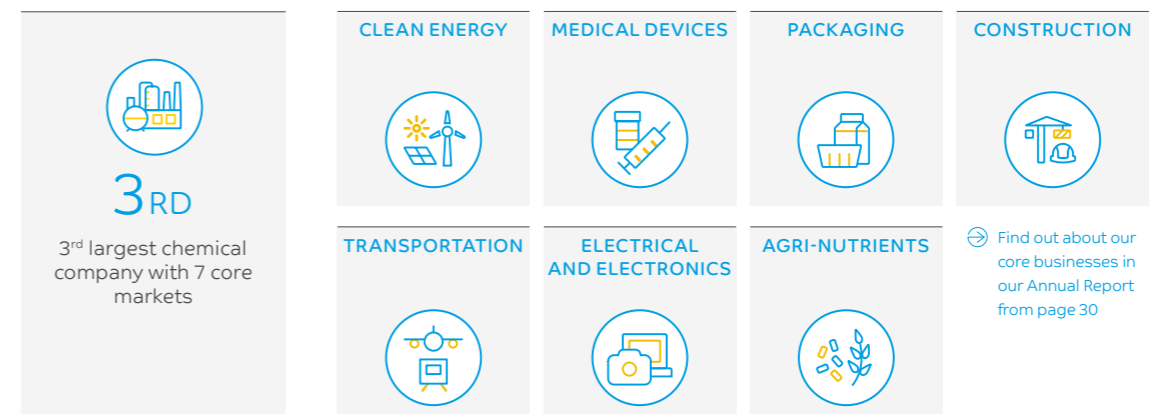 3RD
3rd largest chemical
company with 7 core
markets
CLEAN ENERGY
MEDICAL DEVICES
PACKAGING
CONSTRUCTION
TRANSPORTATION
ELECTRICAL
AND ELECTRONICS
AGRI-NUTRIENTS
Find out about our
core businesses in
our Annual Report
from page 30